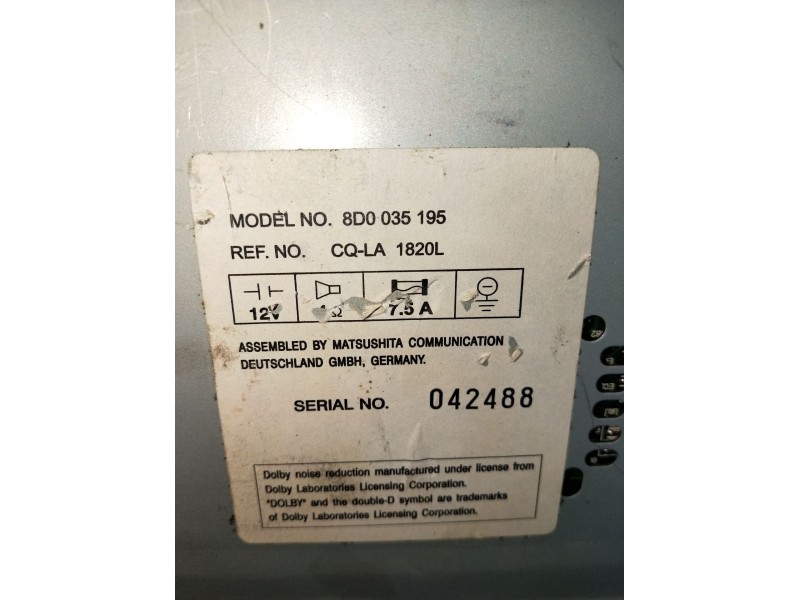 MODEL NO. 8D0 035 195
REF. NO. CQ-LA 1820L
12V Ω 7.5 A
ASSEMBLED BY MATSUSHITA COMMUNICATION
DEUTSCHLAND GMBH, GERMANY.
SERIAL NO. 042488
Dolby noise reduction manufactured under license from
Dolby Laboratories Licensing Corporation.
"DOLBY" and the double-D symbol are trademarks
of Dolby Laboratories Licensing Corporation.